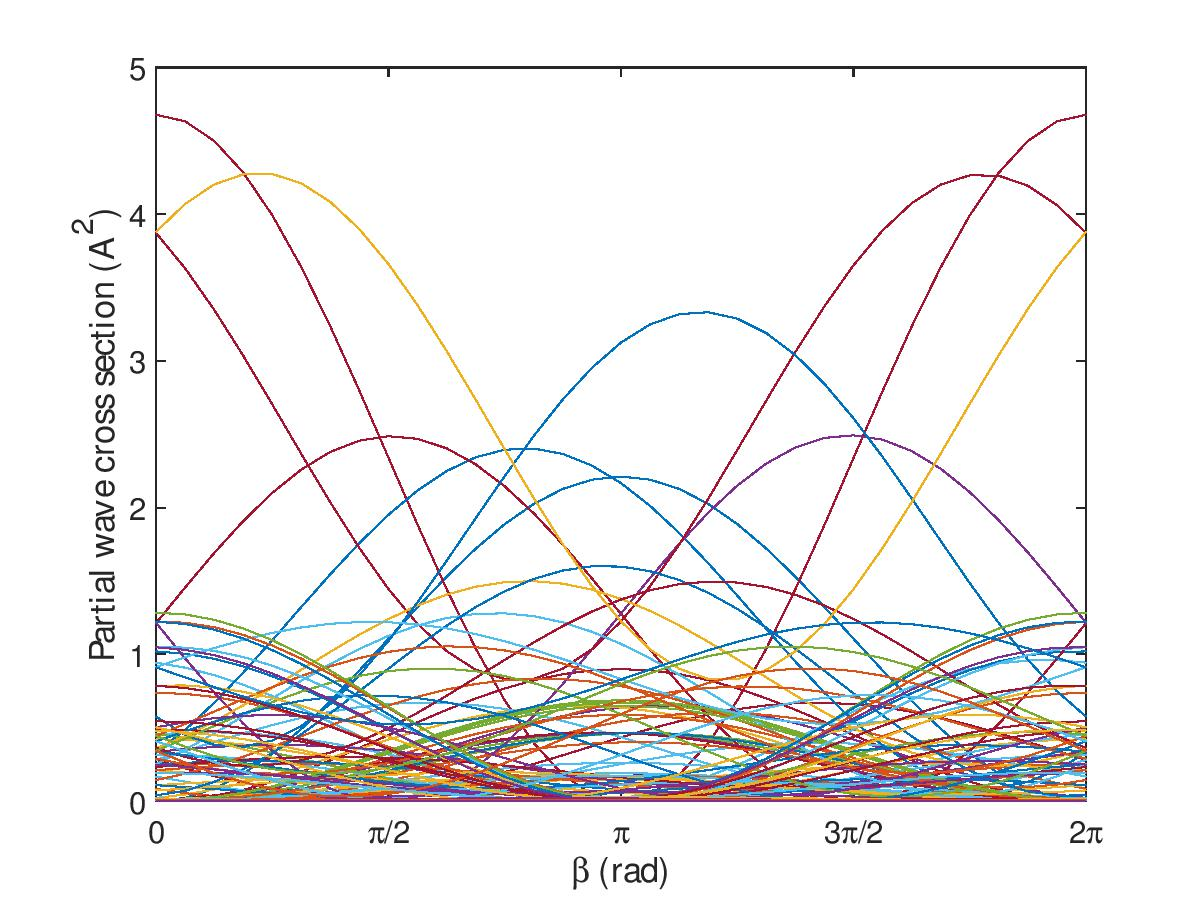 5
4
3
2
1
0
0
π/2
π
3π/2
2π
β (rad)
Partial wave cross section (A²)